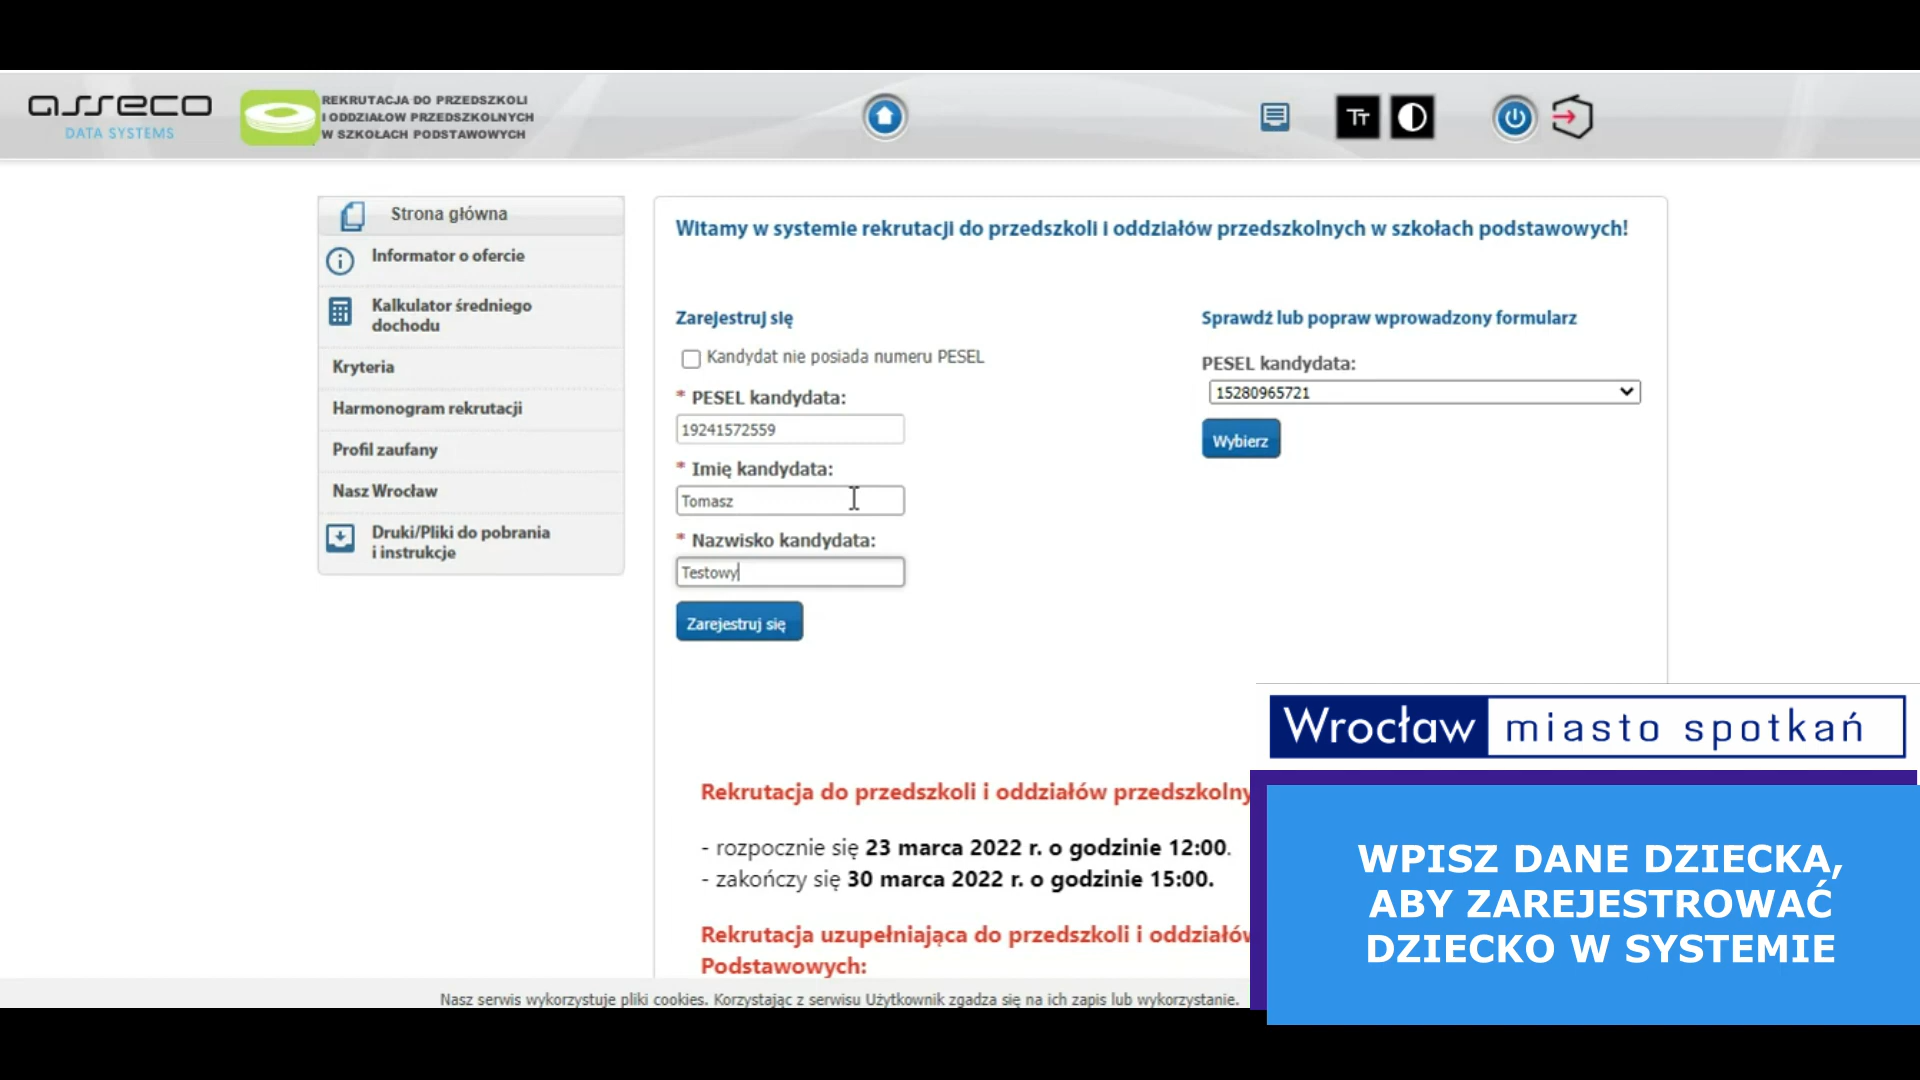 asseco
DATA SYSTEMS
REKRUTACJA DO PRZEDSZKOLI
I ODDZIAŁÓW PRZEDSZKOLNYCH
W SZKOŁACH PODSTAWOWYCH
Tт
Strona główna
Informator o ofercie
Kalkulator średniego
dochodu
Kryteria
Harmonogram rekrutacji
Profil zaufany
Nasz Wrocław
Druki/Pliki do pobrania
i instrukcje
Witamy w systemie rekrutacji do przedszkoli i oddziałów przedszkolnych w szkołach podstawowych!
Zarejestruj się
Kandydat nie posiada numeru PESEL
* PESEL kandydata:
19241572559
* Imię kandydata:
Tomasz
* Nazwisko kandydata:
Testowy
Zarejestruj się
Sprawdź lub popraw wprowadzony formularz
PESEL kandydata:
15280965721
Wybierz
Rekrutacja do przedszkoli i oddziałów przedszkolny
- rozpocznie się 23 marca 2022 r. o godzinie 12:00.
- zakończy się 30 marca 2022 r. o godzinie 15:00.
Rekrutacja uzupełniająca do przedszkoli i oddziałów
Podstawowych:
Nasz serwis wykorzystuje pliki cookies. Korzystając z serwisu Użytkownik zgadza się na ich zapis lub wykorzystanie.
Wrocław miasto spotkań
WPISZ DANE DZIECKA,
ABY ZAREJESTROWAĆ
DZIECKO W SYSTEMIE